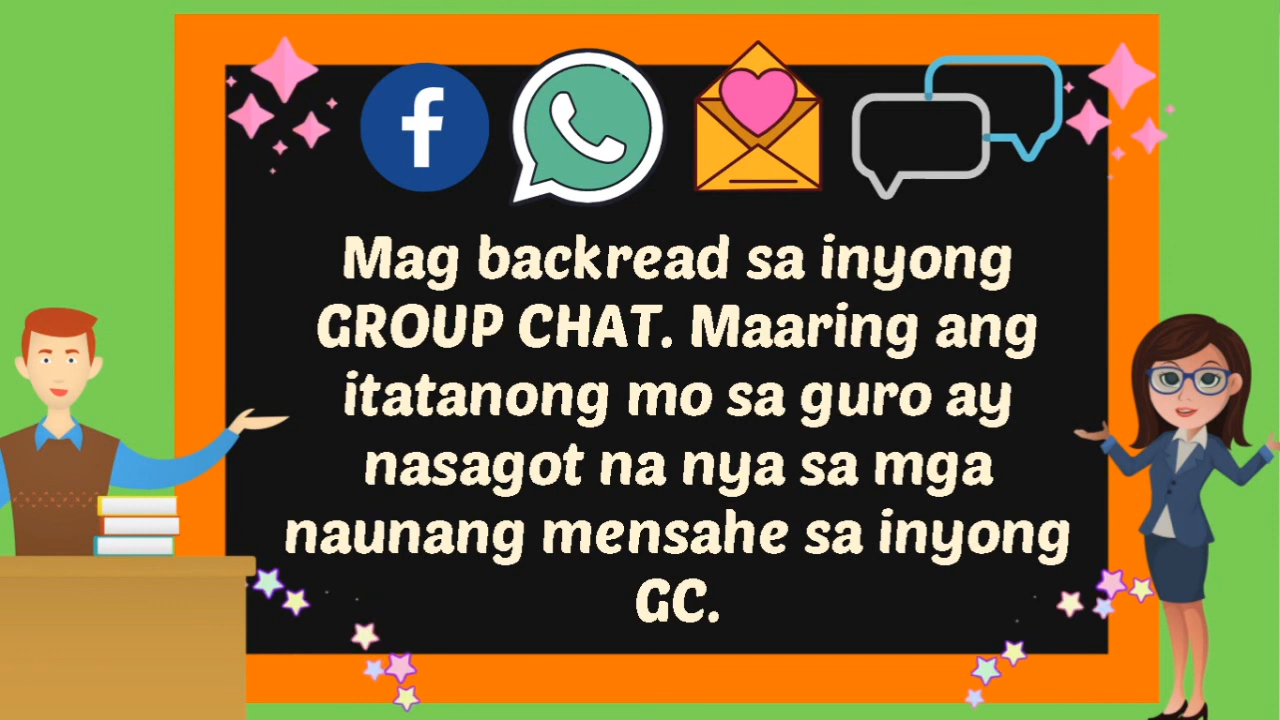 Mag backread sa inyong
GROUP CHAT. Maaring ang
itatanong mo sa guro ay
nasagot na nya sa mga
naunang mensahe sa inyong
GC.